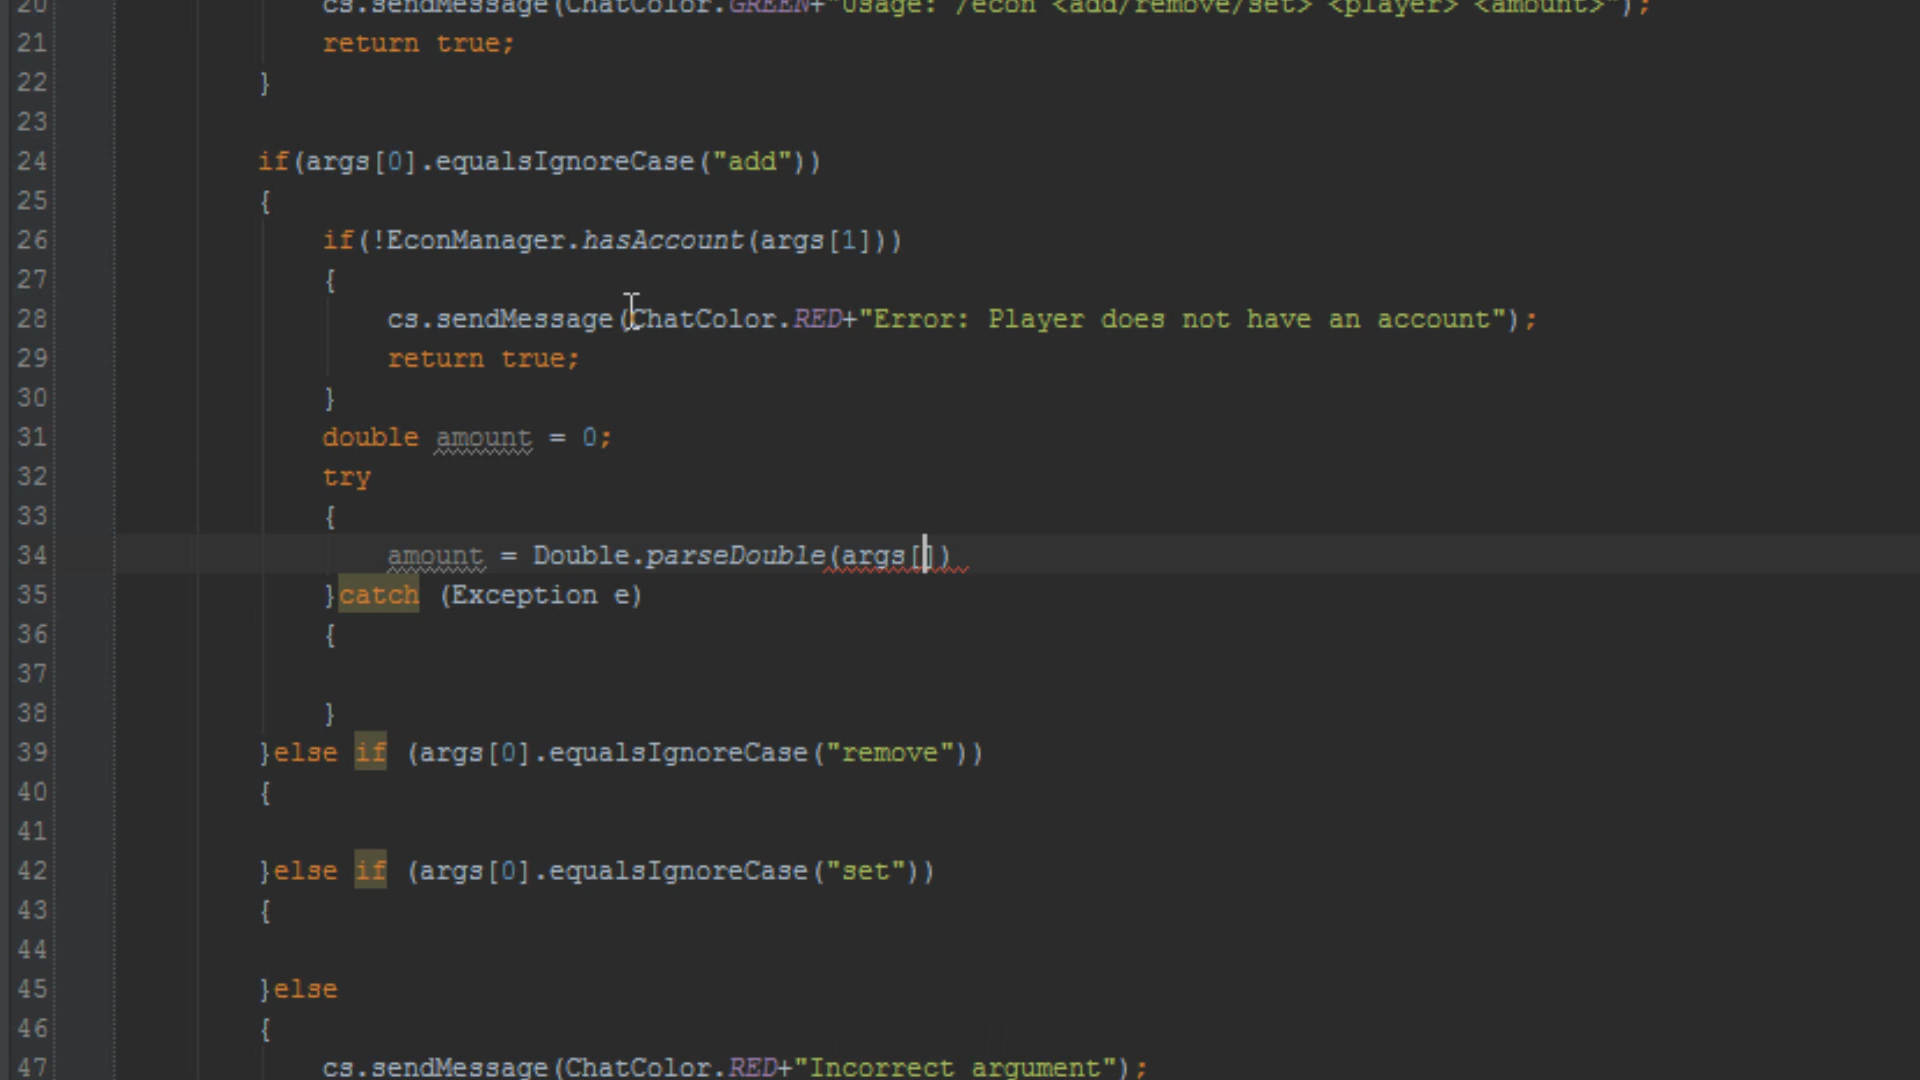 20 cs.sendMessage(ChatColor.GREEN+"Usage: /econ <add/remove/set> <player> <amount>");
21 return true;
22 }
23
24 if(args[0].equalsIgnoreCase("add"))
25 {
26 if(!EconManager.hasAccount(args[1]))
27 {
28 cs.sendMessage(ChatColor.RED+"Error: Player does not have an account");
29 return true;
30 }
31 double amount = 0;
32 try
33 {
34 amount = Double.parseDouble(args[])
35 }catch (Exception e)
36 {
37
38 }
39 }else if (args[0].equalsIgnoreCase("remove"))
40 {
41
42 }else if (args[0].equalsIgnoreCase("set"))
43 {
44
45 }else
46 {
47 cs.sendMessage(ChatColor.RED+"Incorrect argument");